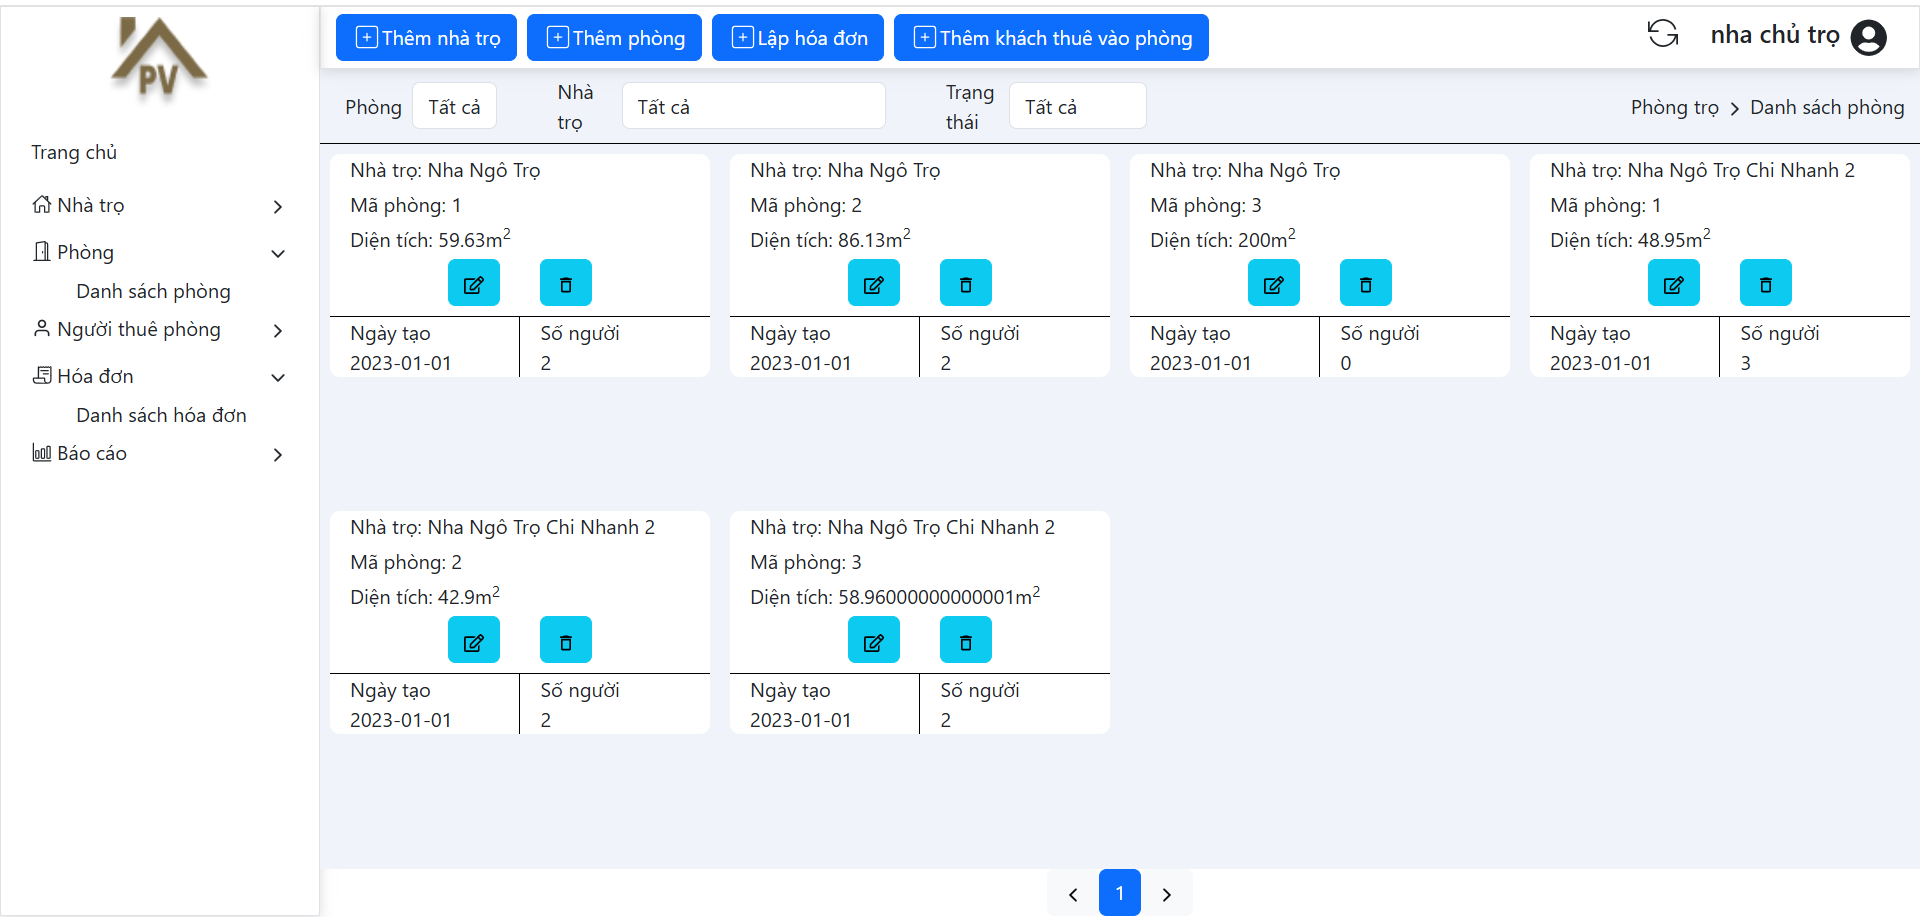 PV
Thêm nhà trọ
Thêm phòng
Lập hóa đơn
Thêm khách thuê vào phòng
nha chủ trọ
Trang chủ
Nhà trọ
Phòng
Danh sách phòng
Người thuê phòng
Hóa đơn
Danh sách hóa đơn
Báo cáo
Phòng
Tất cả
Nhà
trọ
Tất cả
Trạng
thái
Tất cả
Phòng trọ > Danh sách phòng
Nhà trọ: Nha Ngô Trọ
Mã phòng: 1
Diện tích: 59.63m²
Ngày tạo
2023-01-01
Số người
2
Nhà trọ: Nha Ngô Trọ
Mã phòng: 2
Diện tích: 86.13m²
Ngày tạo
2023-01-01
Số người
2
Nhà trọ: Nha Ngô Trọ
Mã phòng: 3
Diện tích: 200m²
Ngày tạo
2023-01-01
Số người
0
Nhà trọ: Nha Ngô Trọ Chi Nhanh 2
Mã phòng: 1
Diện tích: 48.95m²
Ngày tạo
2023-01-01
Số người
3
Nhà trọ: Nha Ngô Trọ Chi Nhanh 2
Mã phòng: 2
Diện tích: 42.9m²
Ngày tạo
2023-01-01
Số người
2
Nhà trọ: Nha Ngô Trọ Chi Nhanh 2
Mã phòng: 3
Diện tích: 58.96000000000001m²
Ngày tạo
2023-01-01
Số người
2
1